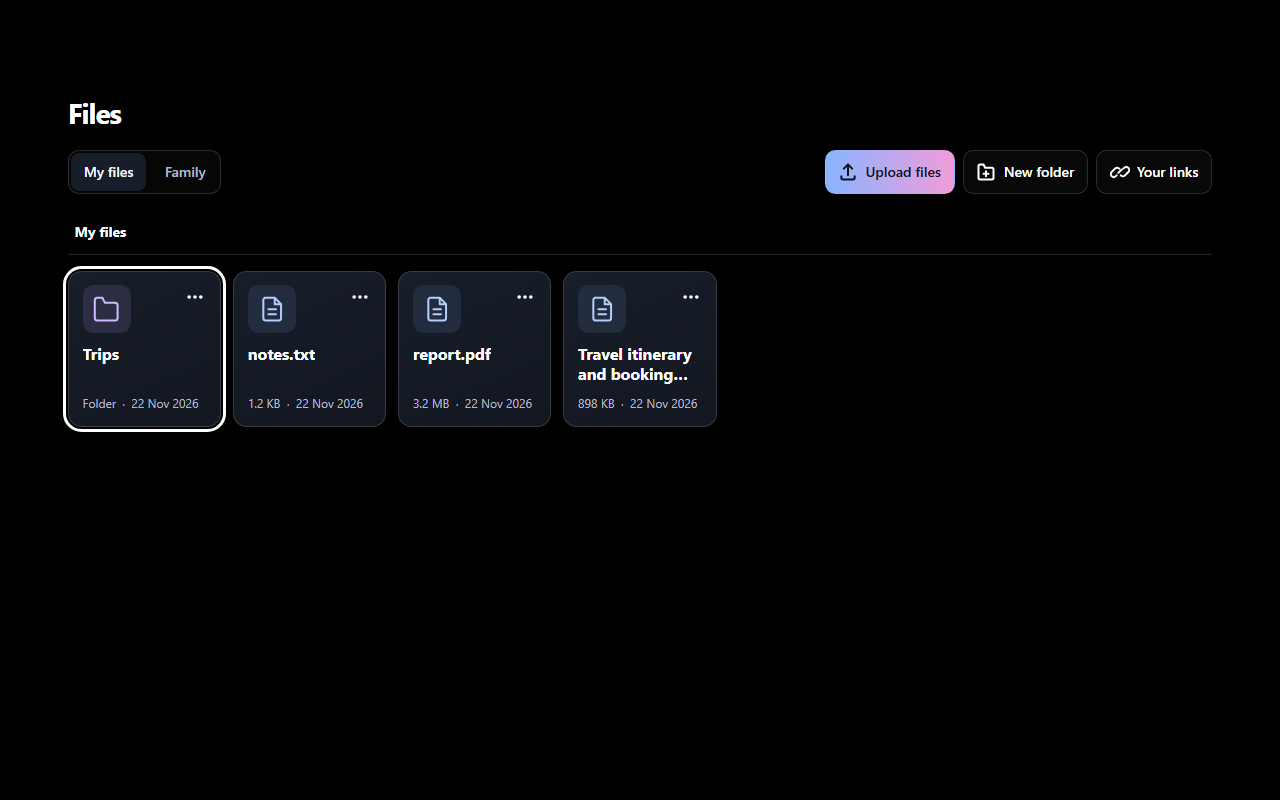 Files
My files
Family
Upload files
New folder
Your links
My files
Trips
Folder · 22 Nov 2026
notes.txt
1.2 KB · 22 Nov 2026
report.pdf
3.2 MB · 22 Nov 2026
Travel itinerary
and booking...
898 KB · 22 Nov 2026